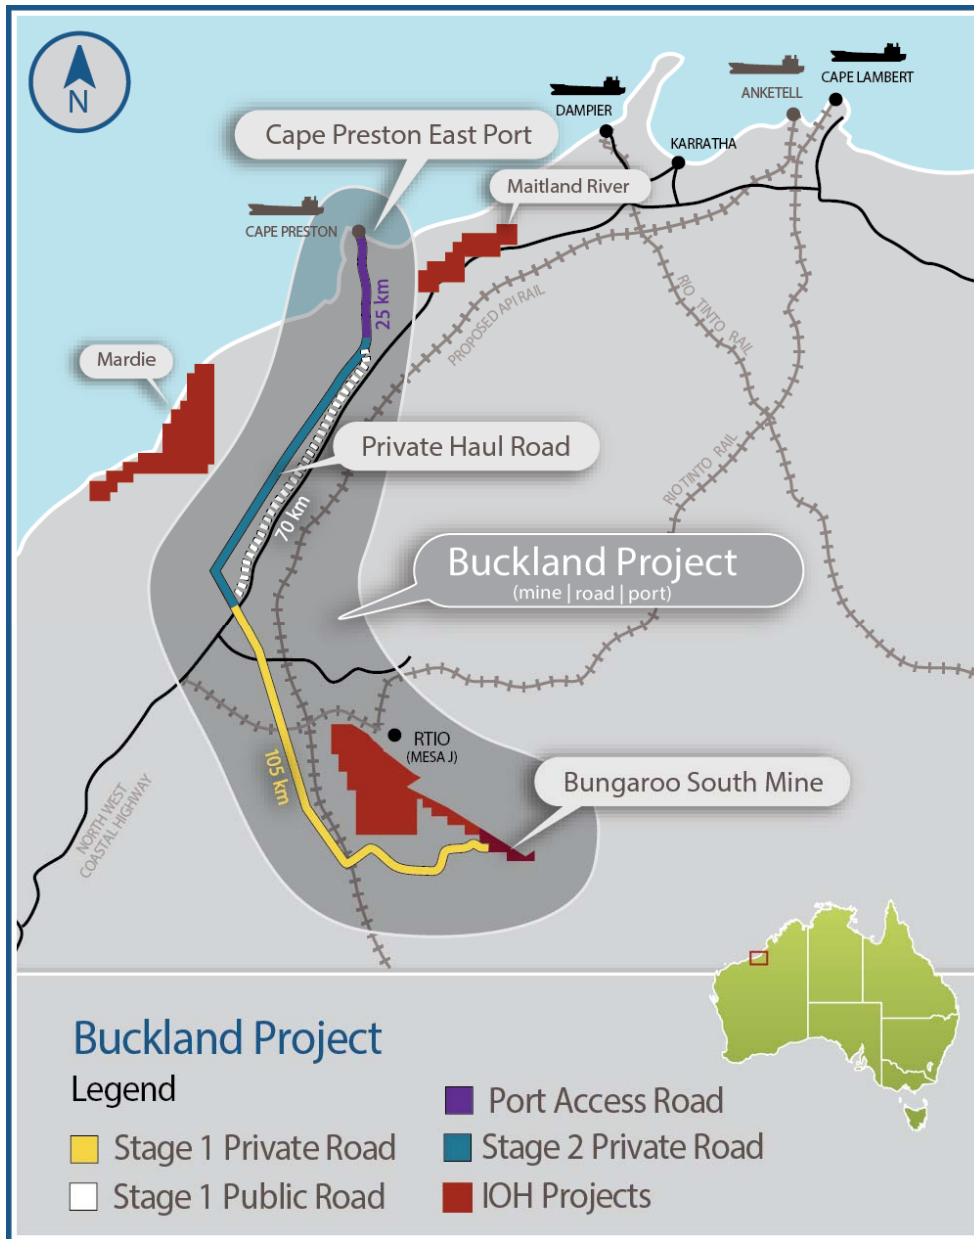 N
DAMPIER
ANKETELL
CAPE LAMBERT
KARRATHA
Cape Preston East Port
Maitland River
CAPE PRESTON
25 km
PROPOSED API RAIL
RIO TINTO RAIL
Mardie
Private Haul Road
70 km
RIO TINTO RAIL
Buckland Project
(mine | road | port)
RTIO
(MESA J)
105 km
Bungaroo South Mine
NORTH WEST
COASTAL HIGHWAY
Buckland Project
Legend
Port Access Road
Stage 1 Private Road
Stage 2 Private Road
Stage 1 Public Road
IOH Projects